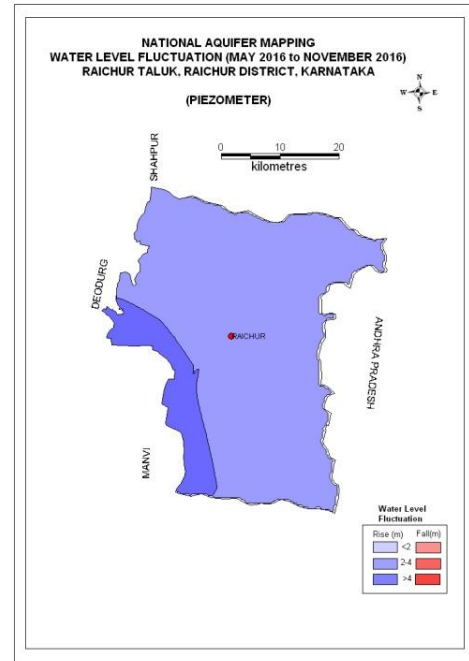 NATIONAL AQUIFER MAPPING
WATER LEVEL FLUCTUATION (MAY 2016 to NOVEMBER 2016)
RAICHUR TALUK, RAICHUR DISTRICT, KARNATAKA
(PIEZOMETER)
N
W E
S
0 10 20
kilometres
SHAHPUR
DEODURG
RAICHUR
ANDHRA PRADESH
MANVI
Water Level
Fluctuation
Rise (m) Fall(m)
<2
2-4
>4